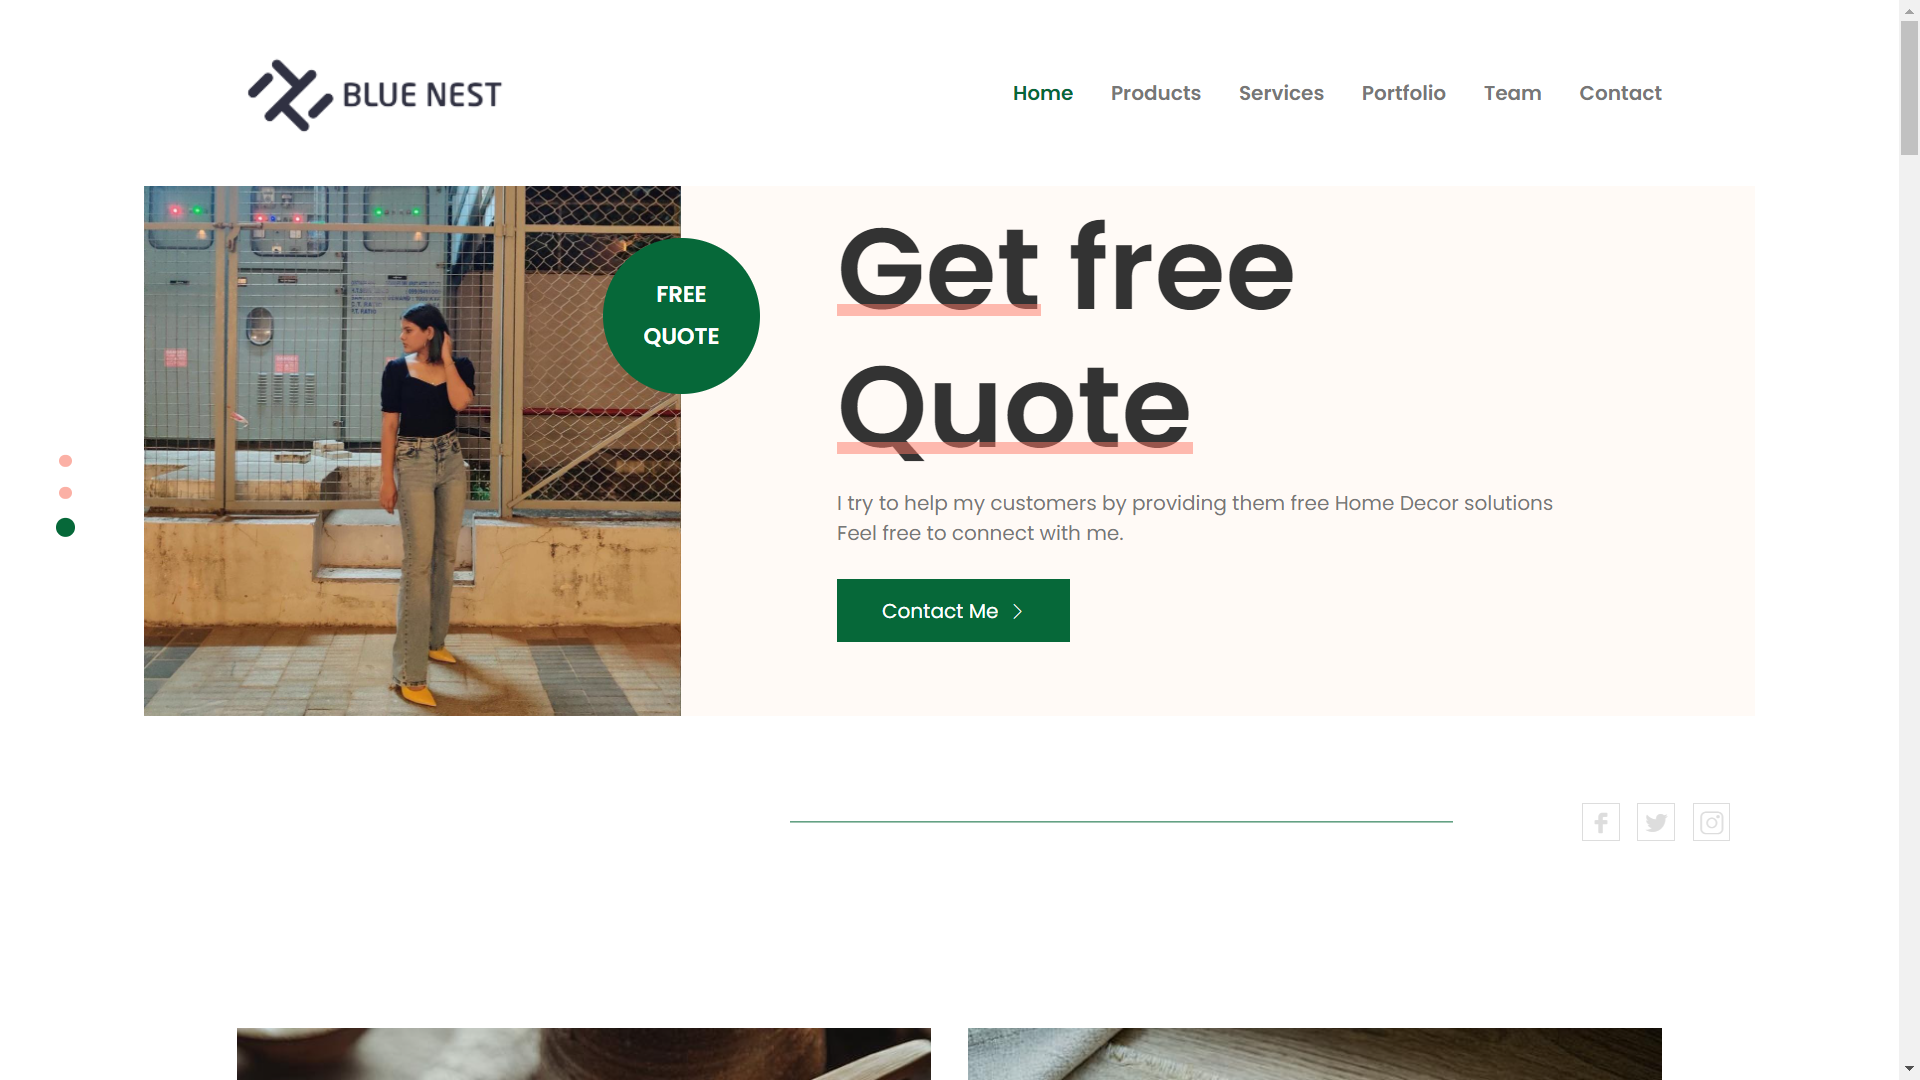 BLUE NEST
Home
Products
Services
Portfolio
Team
Contact
FREE
QUOTE
Get free
Quote
I try to help my customers by providing them free Home Decor solutions
Feel free to connect with me.
Contact Me